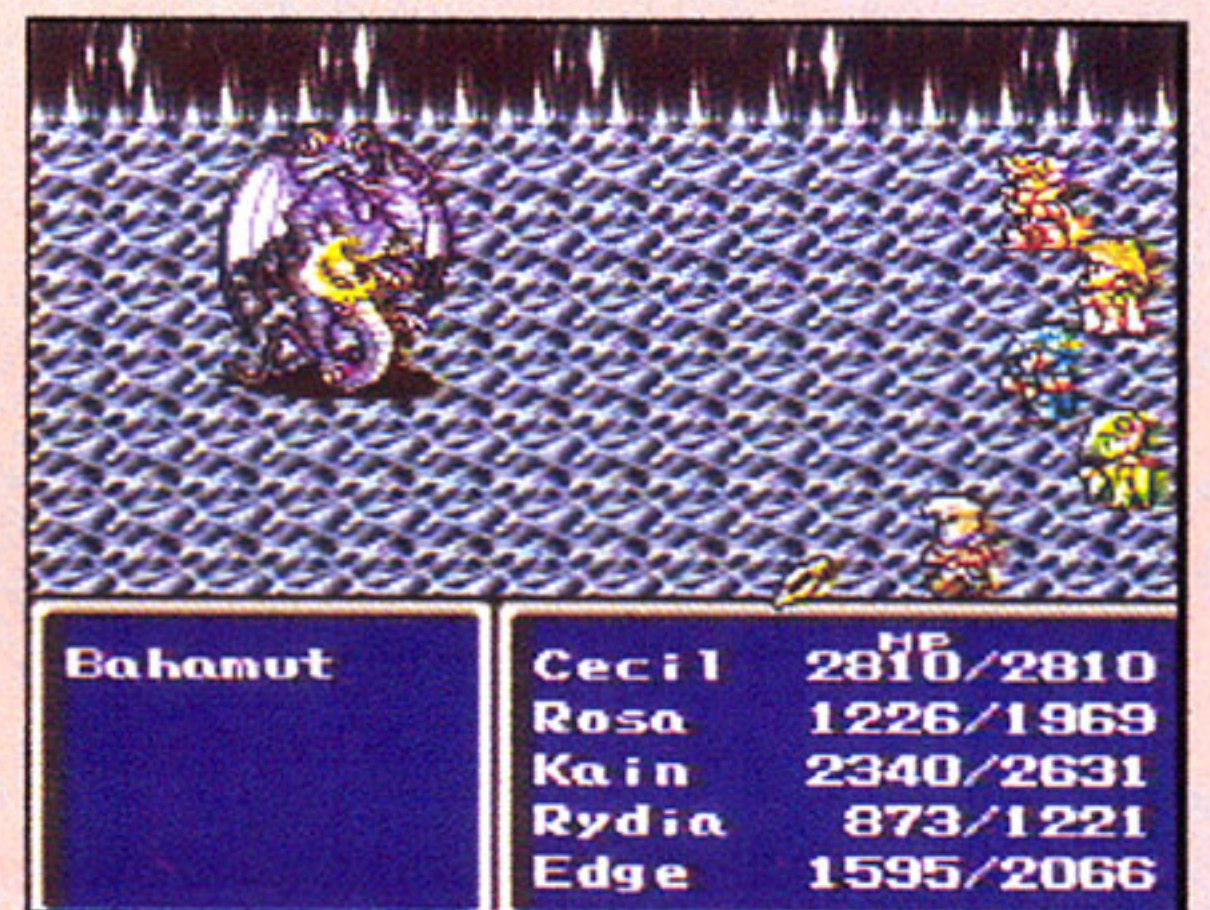 Bahamut
HP
Cecil 2810/2810
Rosa 1226/1969
Kain 2340/2631
Rydia 873/1221
Edge 1595/2066